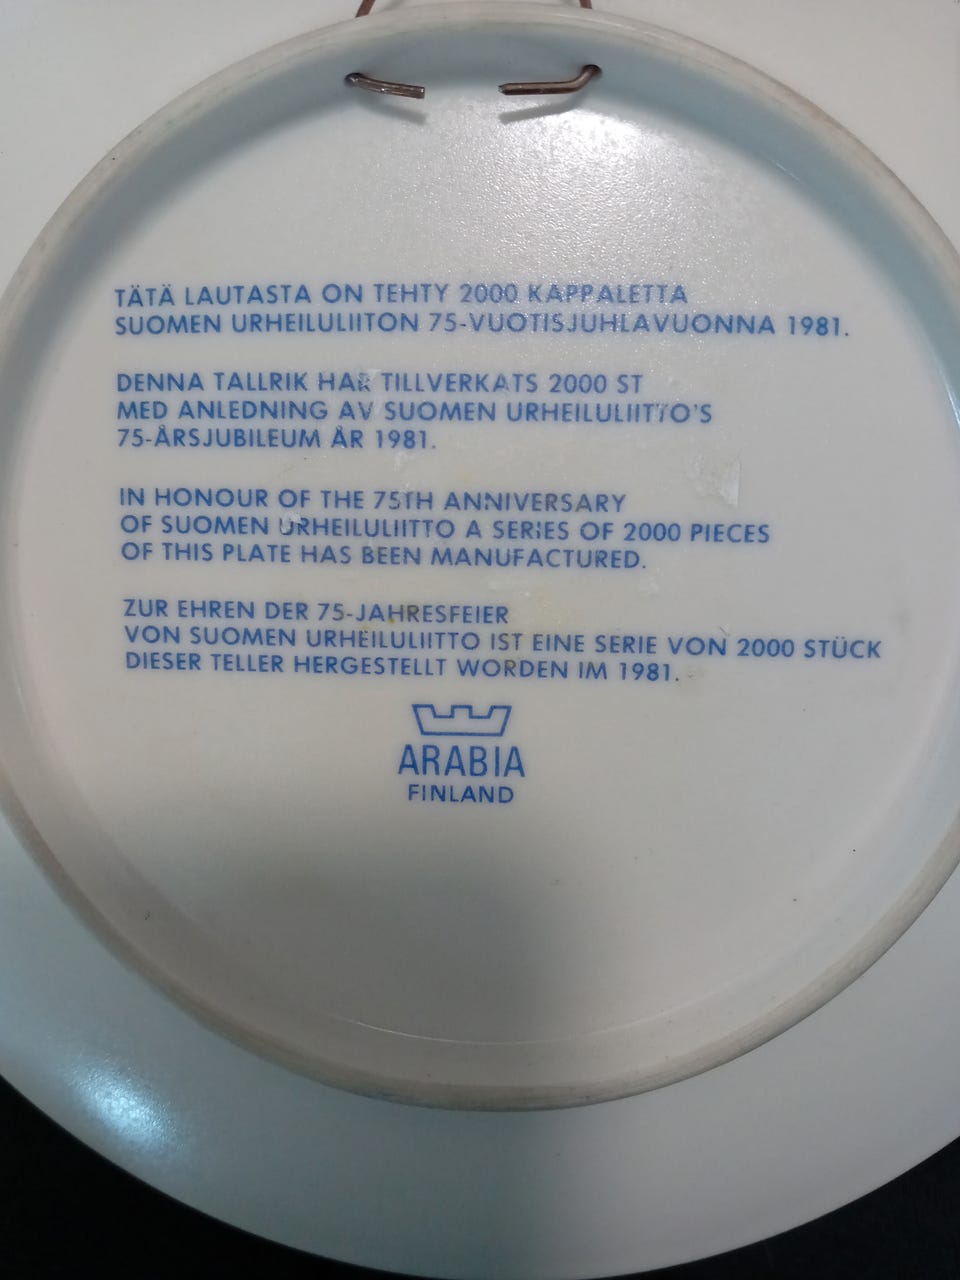 TÄTÄ LAUTASTA ON TEHTY 2000 KAPPALETTA
SUOMEN URHEILULIITON 75-VUOTISJUHLAVUONNA 1981.
DENNA TALLRIK HAR TILLVERKATS 2000 ST
MED ANLEDNING AV SUOMEN URHEILULIITTO'S
75-ÅRSJUBILEUM ÅR 1981.
IN HONOUR OF THE 75TH ANNIVERSARY
OF SUOMEN URHEILULIITTO A SERIES OF 2000 PIECES
OF THIS PLATE HAS BEEN MANUFACTURED.
ZUR EHREN DER 75-JAHRESFEIER
VON SUOMEN URHEILULIITTO IST EINE SERIE VON 2000 STÜCK
DIESER TELLER HERGESTELLT WORDEN IM 1981.
ARABIA
FINLAND